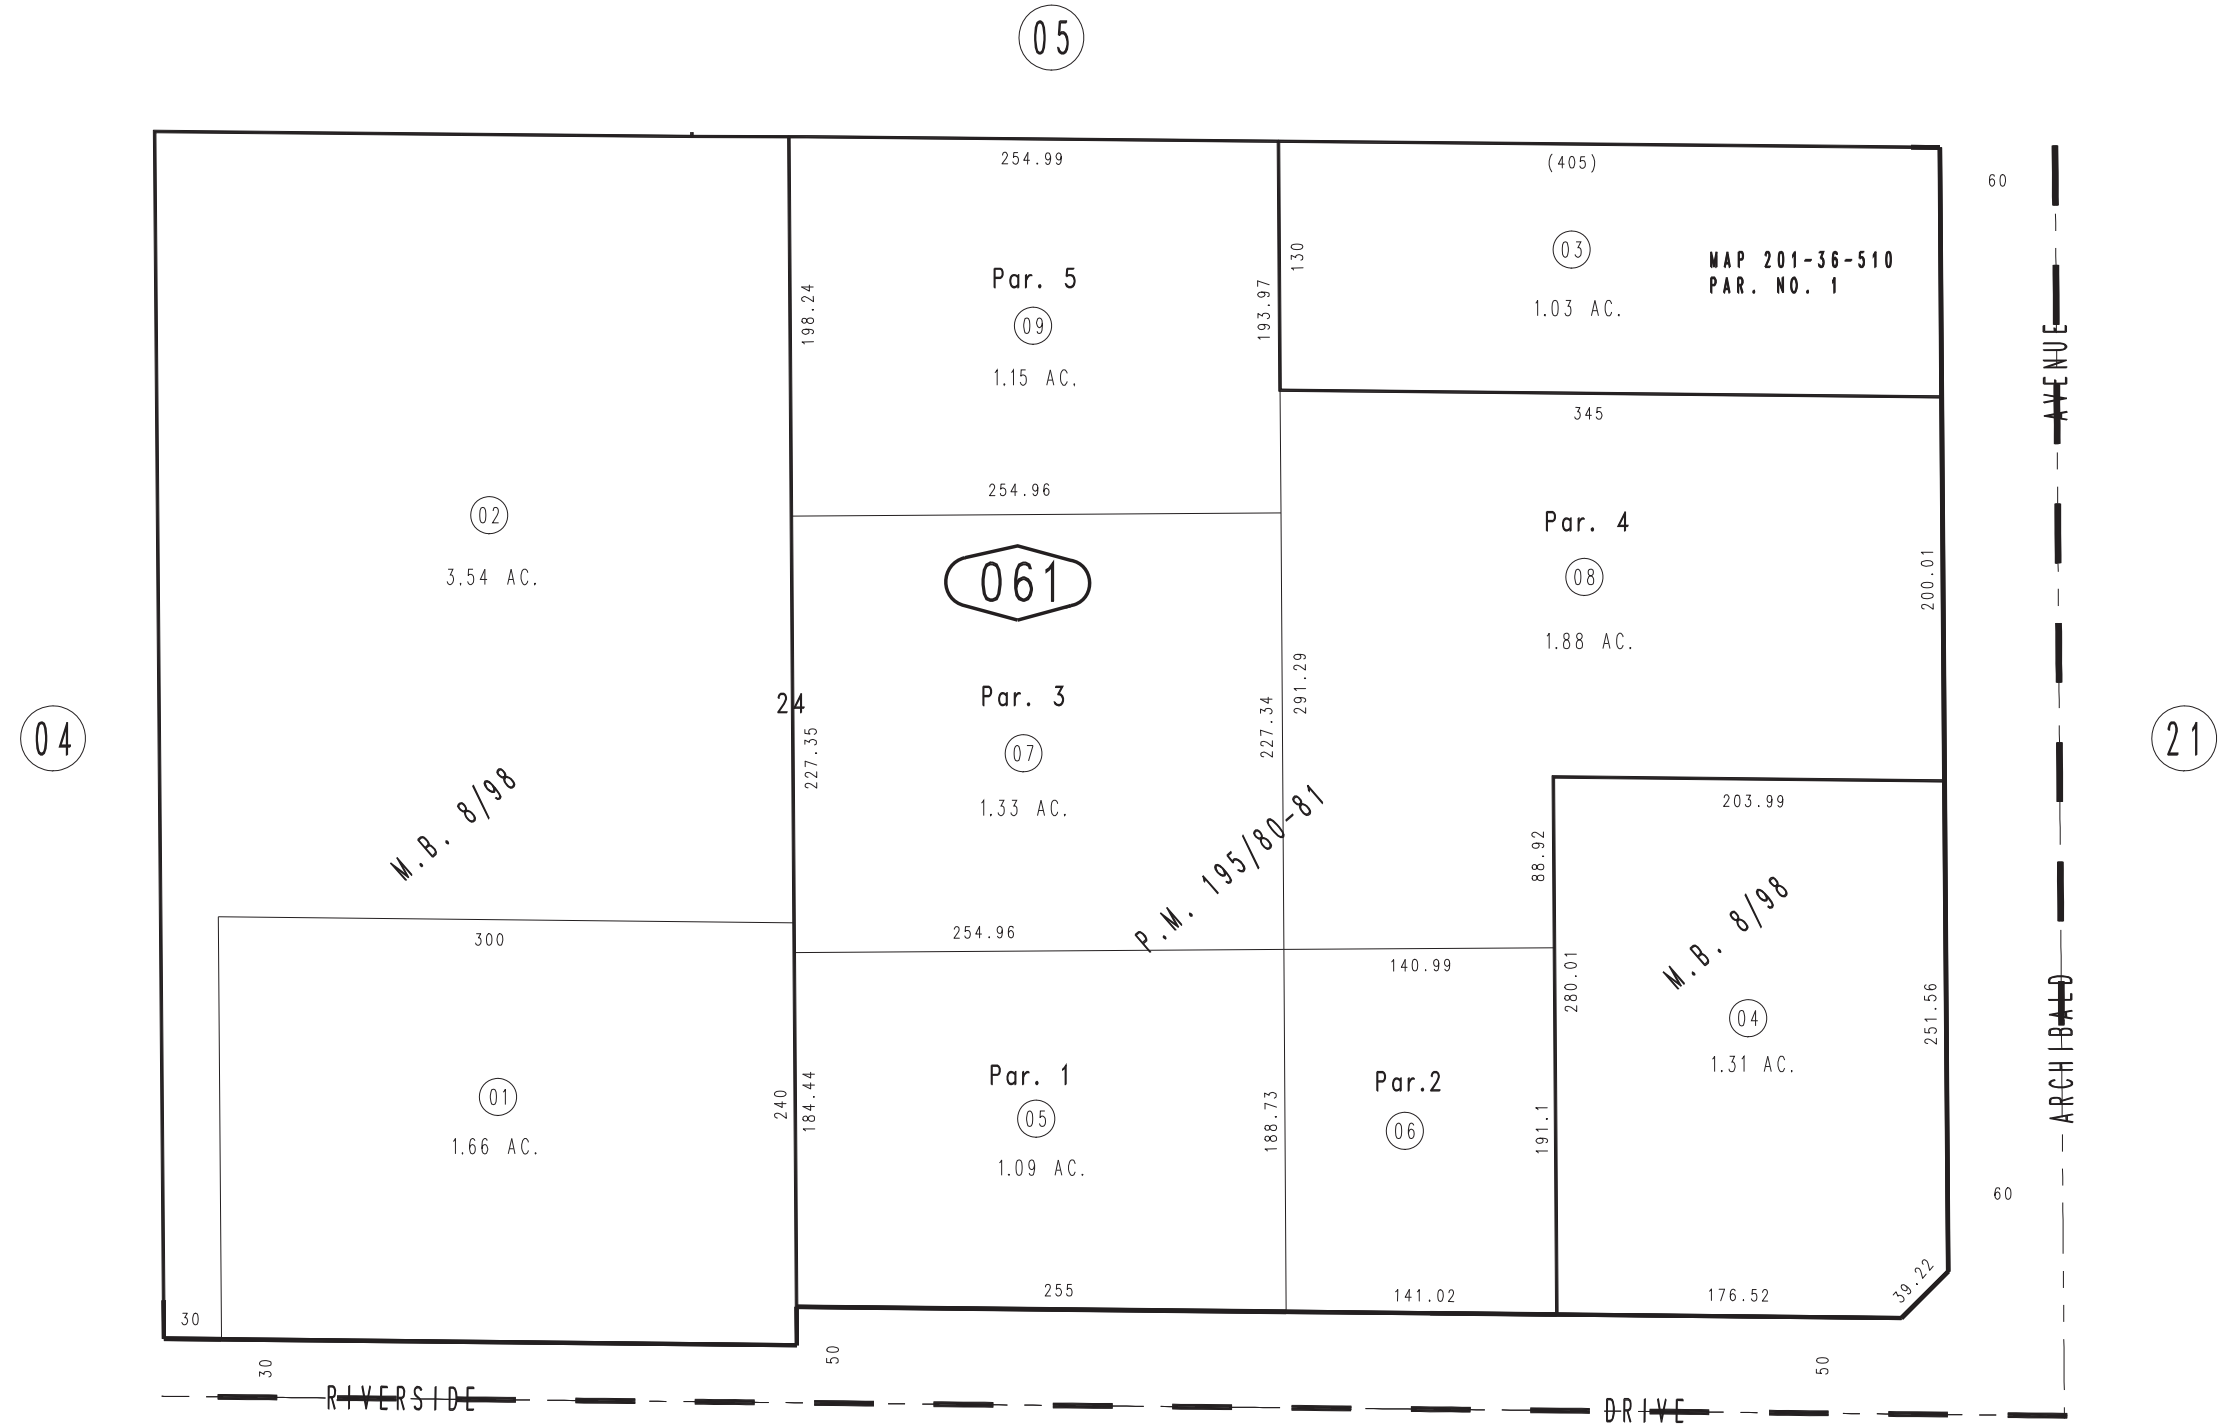 05
254.99
(405)
60
130
03
MAP 201-36-510
PAR. NO. 1
1.03 AC.
Par. 5
09
1.15 AC.
198.24
193.97
254.96
345
AVENUE
02
3.54 AC.
061
Par. 4
08
1.88 AC.
200.01
24
Par. 3
07
1.33 AC.
227.35
227.34
291.29
04
21
M.B. 8/98
P.M. 195/80-81
203.99
88.92
M.B. 8/98
300
254.96
140.99
280.01
04
1.31 AC.
251.56
ARCHIBALD
01
1.66 AC.
240
184.44
Par. 1
05
1.09 AC.
188.73
Par.2
06
191.1
60
30
255
141.02
176.52
39.22
30
50
50
RIVERSIDE
DRIVE